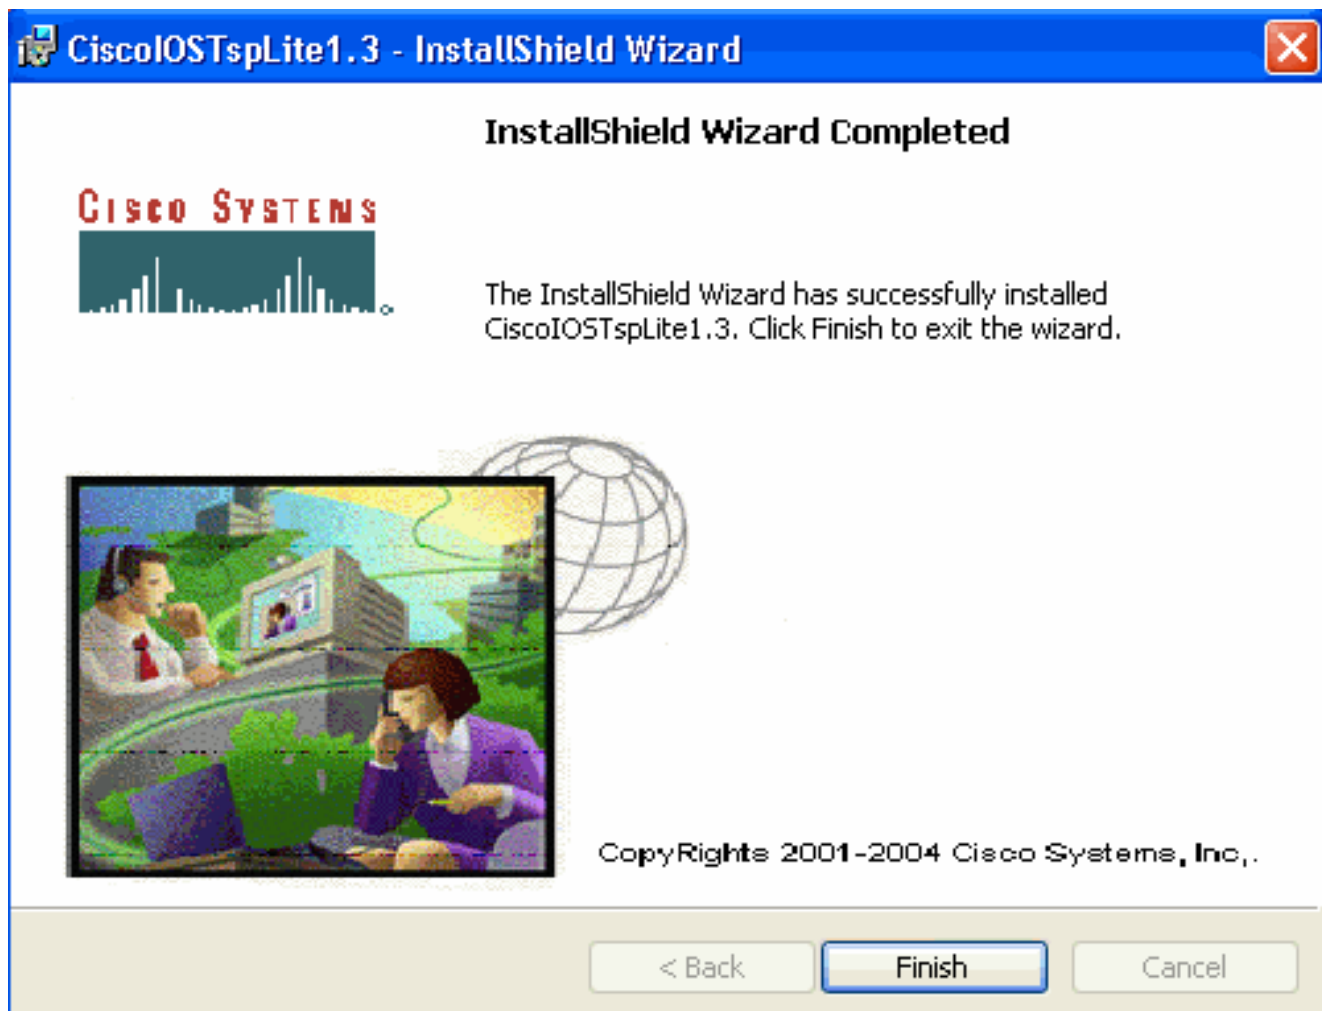 CiscoIOSTspLite1.3 - InstallShield Wizard
InstallShield Wizard Completed
CISCO SYSTEMS
The InstallShield Wizard has successfully installed
CiscoIOSTspLite1.3. Click Finish to exit the wizard.
CopyRights 2001-2004 Cisco Systems, Inc,.
< Back
Finish
Cancel